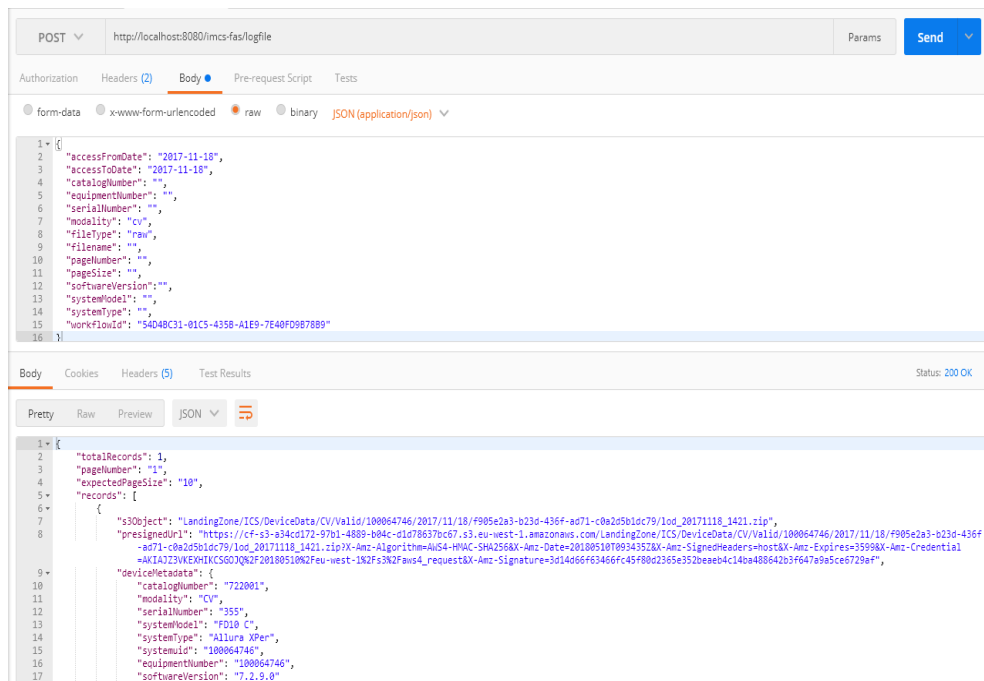 POST http://localhost:8080/imcs-fas/logfile Params Send
Authorization Headers (2) Body Pre-request Script Tests
form-data x-www-form-urlencoded raw binary JSON (application/json)
1 {
2 "accessFromDate": "2017-11-18",
3 "accessToDate": "2017-11-18",
4 "catalogNumber": "",
5 "equipmentNumber": "",
6 "serialNumber": "",
7 "modality": "cv",
8 "fileType": "raw",
9 "filename": "",
10 "pageNumber": "",
11 "pageSize": "",
12 "softwareVersion":"",
13 "systemModel": "",
14 "systemType": "",
15 "workflowId": "54D4BC31-01C5-435B-A1E9-7E40FD9B78B9"
16 }
Body Cookies Headers (5) Test Results Status: 200 OK
Pretty Raw Preview JSON
1 {
2 "totalRecords": 1,
3 "pageNumber": "1",
4 "expectedPageSize": "10",
5 "records": [
6 {
7 "s3Object": "LandingZone/ICS/DeviceData/CV/Valid/100064746/2017/11/18/f905e2a3-b23d-436f-ad71-c0a2d5b1dc79/lod_20171118_1421.zip",
8 "presignedUrl": "https://cf-s3-a34cd172-97b1-4889-b04c-d1d78637bc67.s3.eu-west-1.amazonaws.com/LandingZone/ICS/DeviceData/CV/Valid/100064746/2017/11/18/f905e2a3-b23d-436f
-ad71-c0a2d5b1dc79/lod_20171118_1421.zip?X-Amz-Algorithm=AWS4-HMAC-SHA256&X-Amz-Date=20180510T093435Z&X-Amz-SignedHeaders=host&X-Amz-Expires=3599&X-Amz-Credential
=AKIAJZ3VKEXHIKCSGOJQ%2F20180510%2Feu-west-1%2Fs3%2Faws4_request&X-Amz-Signature=3d14d66f63466fc45f80d2365e352beaeb4c14ba488642b3f647a9a5ce6729af",
9 "deviceMetadata": {
10 "catalogNumber": "722001",
11 "modality": "CV",
12 "serialNumber": "355",
13 "systemModel": "FD10 C",
14 "systemType": "Allura XPer",
15 "systemuid": "100064746",
16 "equipmentNumber": "100064746",
17 "softwareVersion": "7.2.9.0"